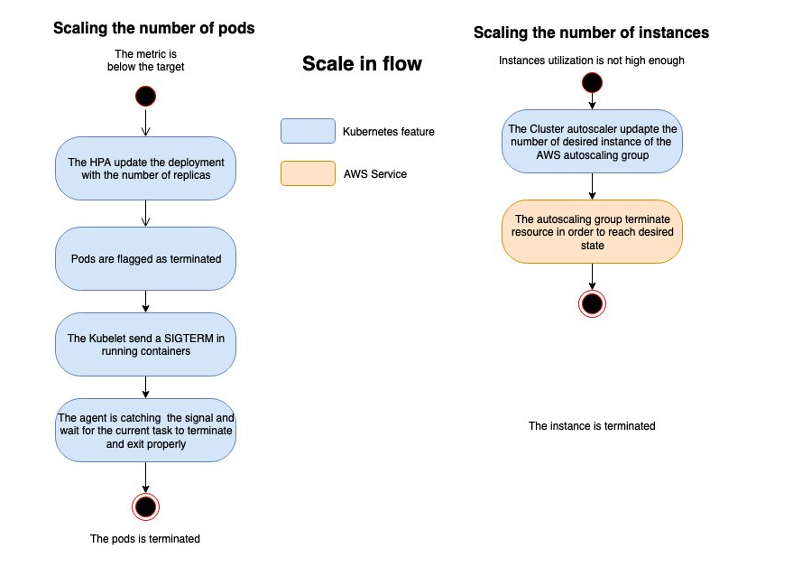 Scaling the number of pods
The metric is
below the target
The HPA update the deployment
with the number of replicas
Pods are flagged as terminated
The Kubelet send a SIGTERM in
running containers
The agent is catching  the signal and
wait for the current task to terminate
and exit properly
The pods is terminated
Scale in flow
Kubernetes feature
AWS Service
Scaling the number of instances
Instances utilization is not high enough
The Cluster autoscaler updapte the
number of desired instance of the
AWS autoscaling group
The autoscaling group terminate
resource in order to reach desired
state
The instance is terminated